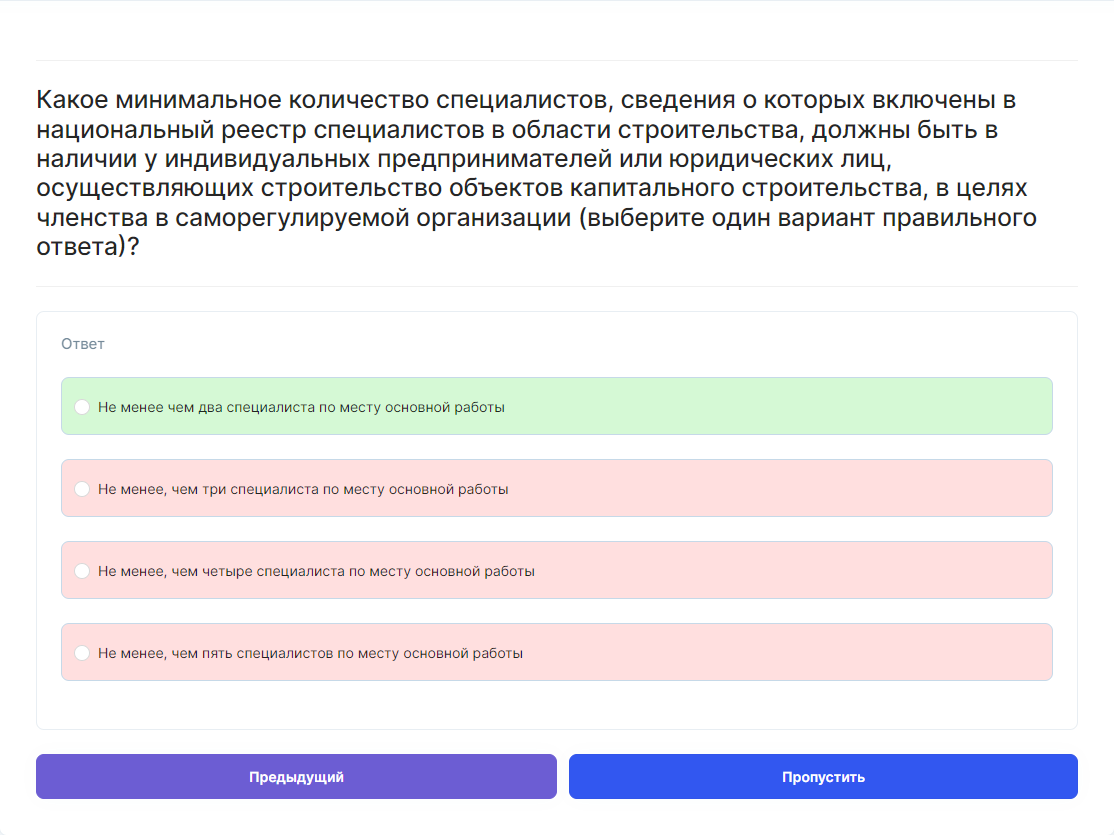 Какое минимальное количество специалистов, сведения о которых включены в
национальный реестр специалистов в области строительства, должны быть в
наличии у индивидуальных предпринимателей или юридических лиц,
осуществляющих строительство объектов капитального строительства, в целях
членства в саморегулируемой организации (выберите один вариант правильного
ответа)?
Ответ
Не менее чем два специалиста по месту основной работы
Не менее, чем три специалиста по месту основной работы
Не менее, чем четыре специалиста по месту основной работы
Не менее, чем пять специалистов по месту основной работы
Предыдущий
Пропустить